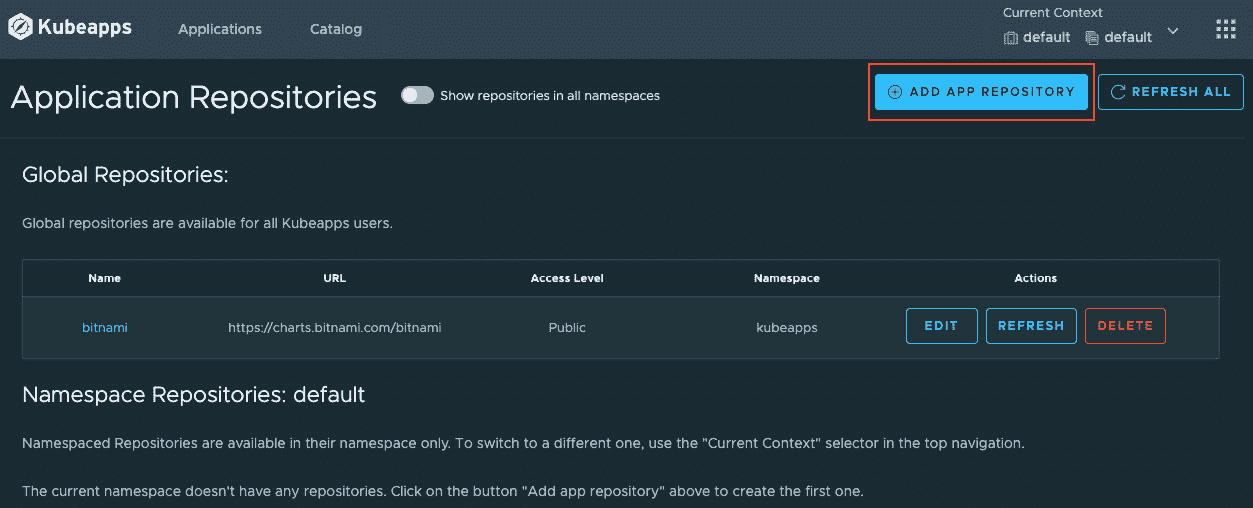 Kubeapps Applications Catalog Current Context
default default
Application Repositories Show repositories in all namespaces ADD APP REPOSITORY REFRESH ALL
Global Repositories:
Global repositories are available for all Kubeapps users.
Name URL Access Level Namespace Actions
bitnami https://charts.bitnami.com/bitnami Public kubeapps EDIT REFRESH DELETE
Namespace Repositories: default
Namespaced Repositories are available in their namespace only. To switch to a different one, use the "Current Context" selector in the top navigation.
The current namespace doesn't have any repositories. Click on the button "Add app repository" above to create the first one.